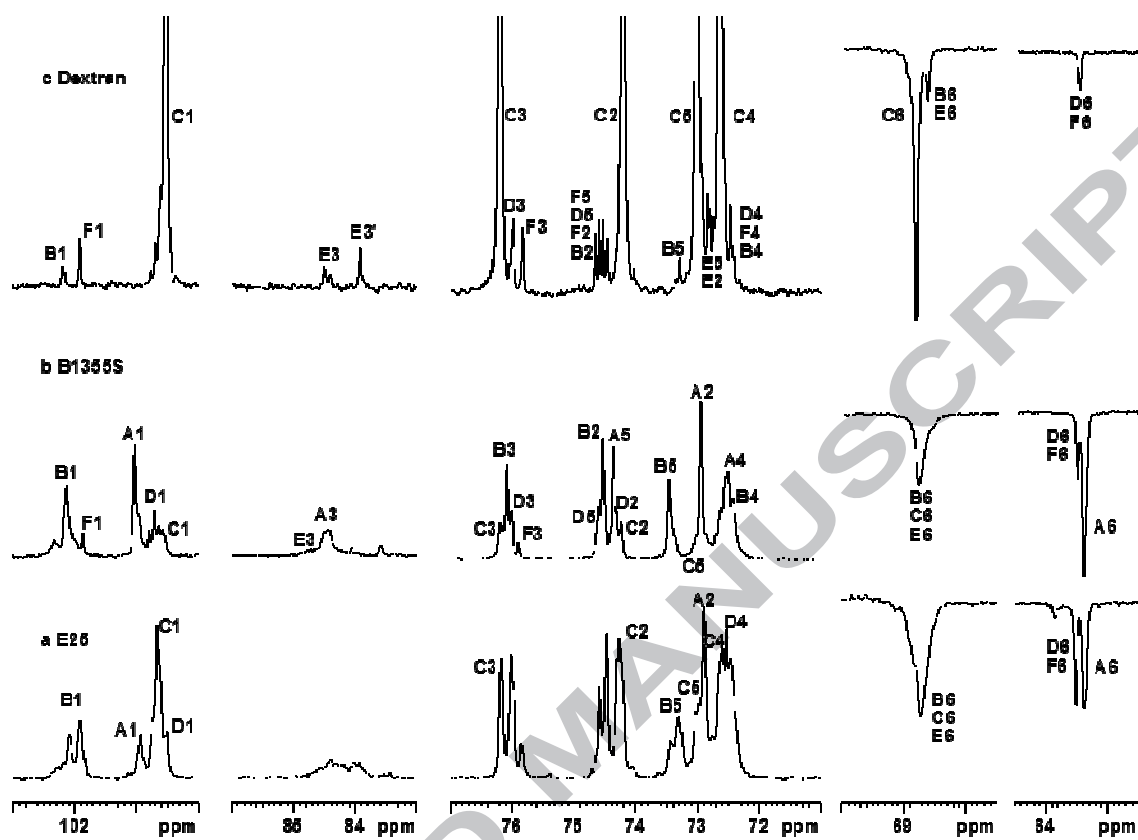 c Dextran
C1
B1
F1
E3
E3'
C3
D3
F3
F5
D5
F2
B2
C2
B5
C5
E5
E2
C4
D4
F4
B4
C6
B6
E6
D6
F6
b B1355S
B1
A1
F1
D1
C1
E3
A3
C3
B3
D3
F3
B2
D5
A5
D2
C2
B5
A2
C5
A4
B4
B6
C6
E6
D6
F6
A6
a E26
B1
A1
C1
D1
C3
C2
B5
C5
A2
C4
D4
B6
C6
E6
D6
F6
A6
102 ppm
86 84 ppm
76 75 74 73 72 ppm
69 ppm
64 ppm
MANUSCRIPT